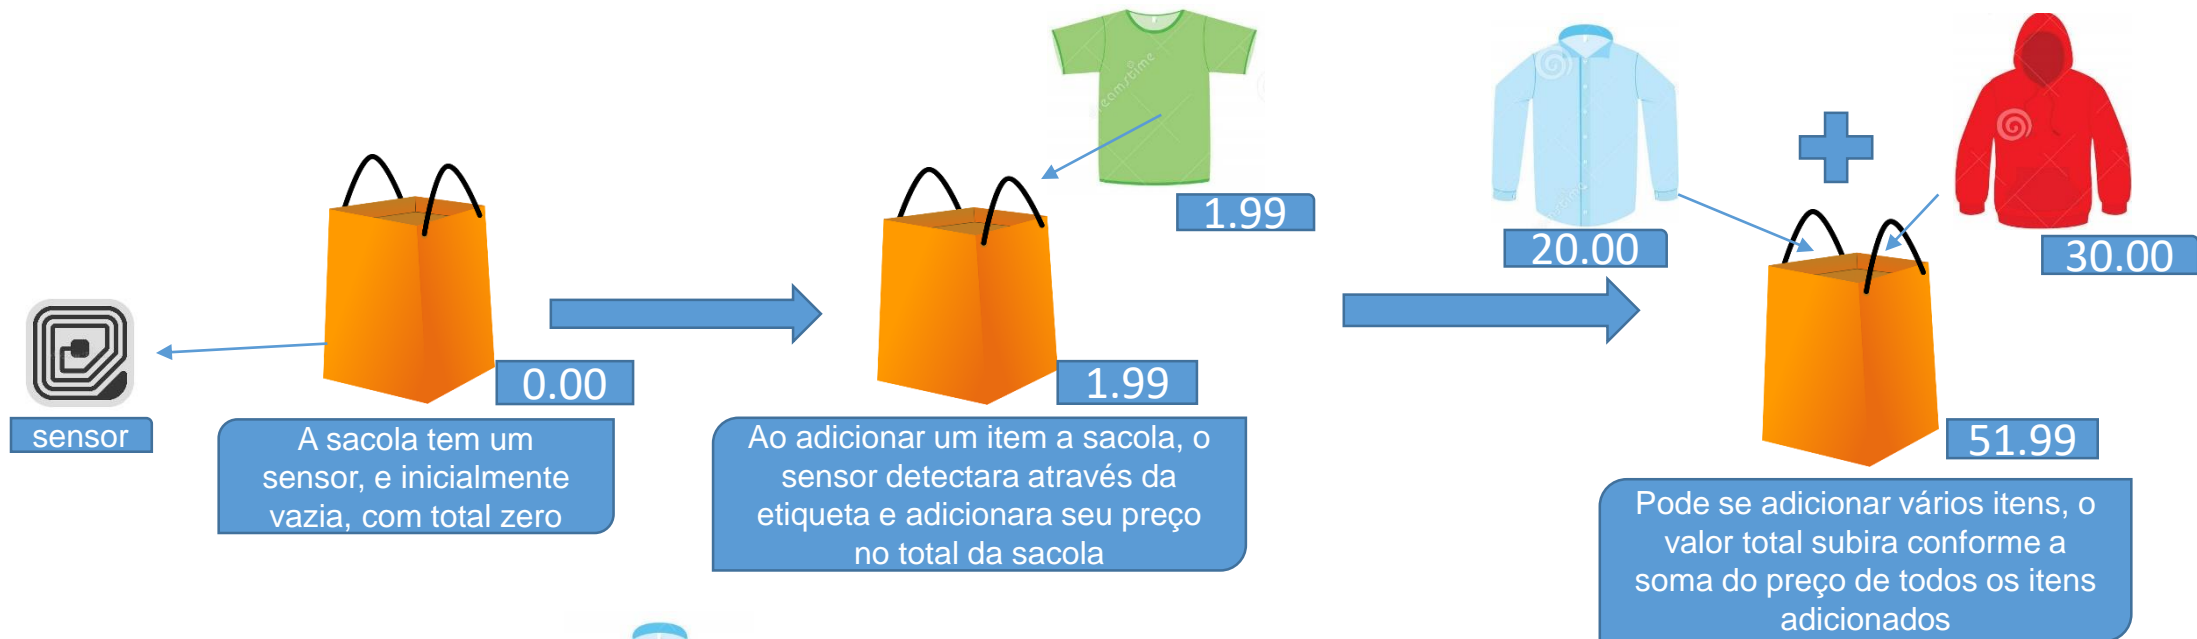 sensor
0.00
A sacola tem um
sensor, e inicialmente
vazia, com total zero
1.99
1.99
Ao adicionar um item a sacola, o
sensor detectara através da
etiqueta e adicionara seu preço
no total da sacola
20.00
30.00
51.99
Pode se adicionar vários itens, o
valor total subira conforme a
soma do preço de todos os itens
adicionados